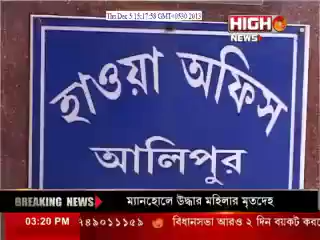 Thu Dec 5 15:17:58 GMT+0530 2013
HIGH
NEWS
হাওয়া অফিস
আলিপুর
BREAKING NEWS
ম্যানহোলে উদ্ধার মহিলার মৃতদেহ
03:20 PM
৭৪৯০১১১৫৯
বিধানসভা আরও ২ দিন বয়কট